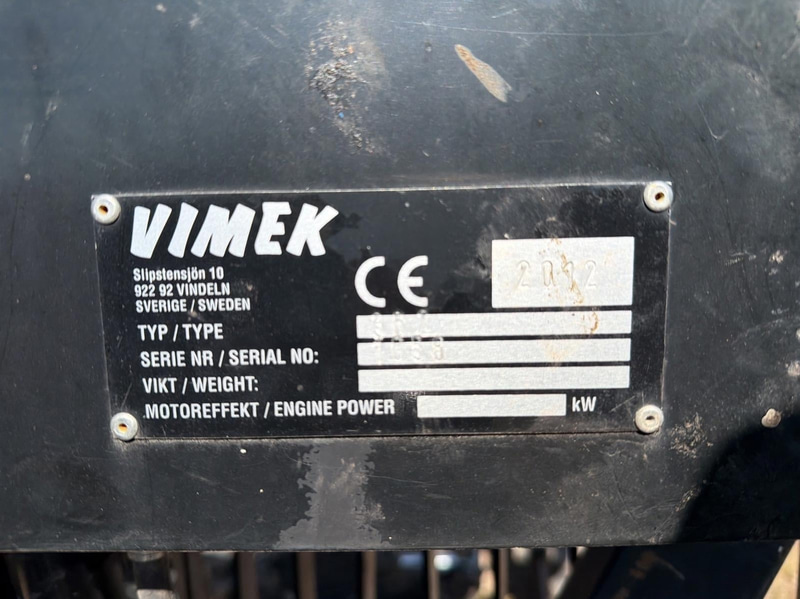 VIMEK
Slipstensjön 10
922 92 VINDELN
SVERIGE / SWEDEN
CE
2012
TYP / TYPE
SERIE NR / SERIAL NO:
VIKT / WEIGHT:
MOTOREFFEKT / ENGINE POWER kW